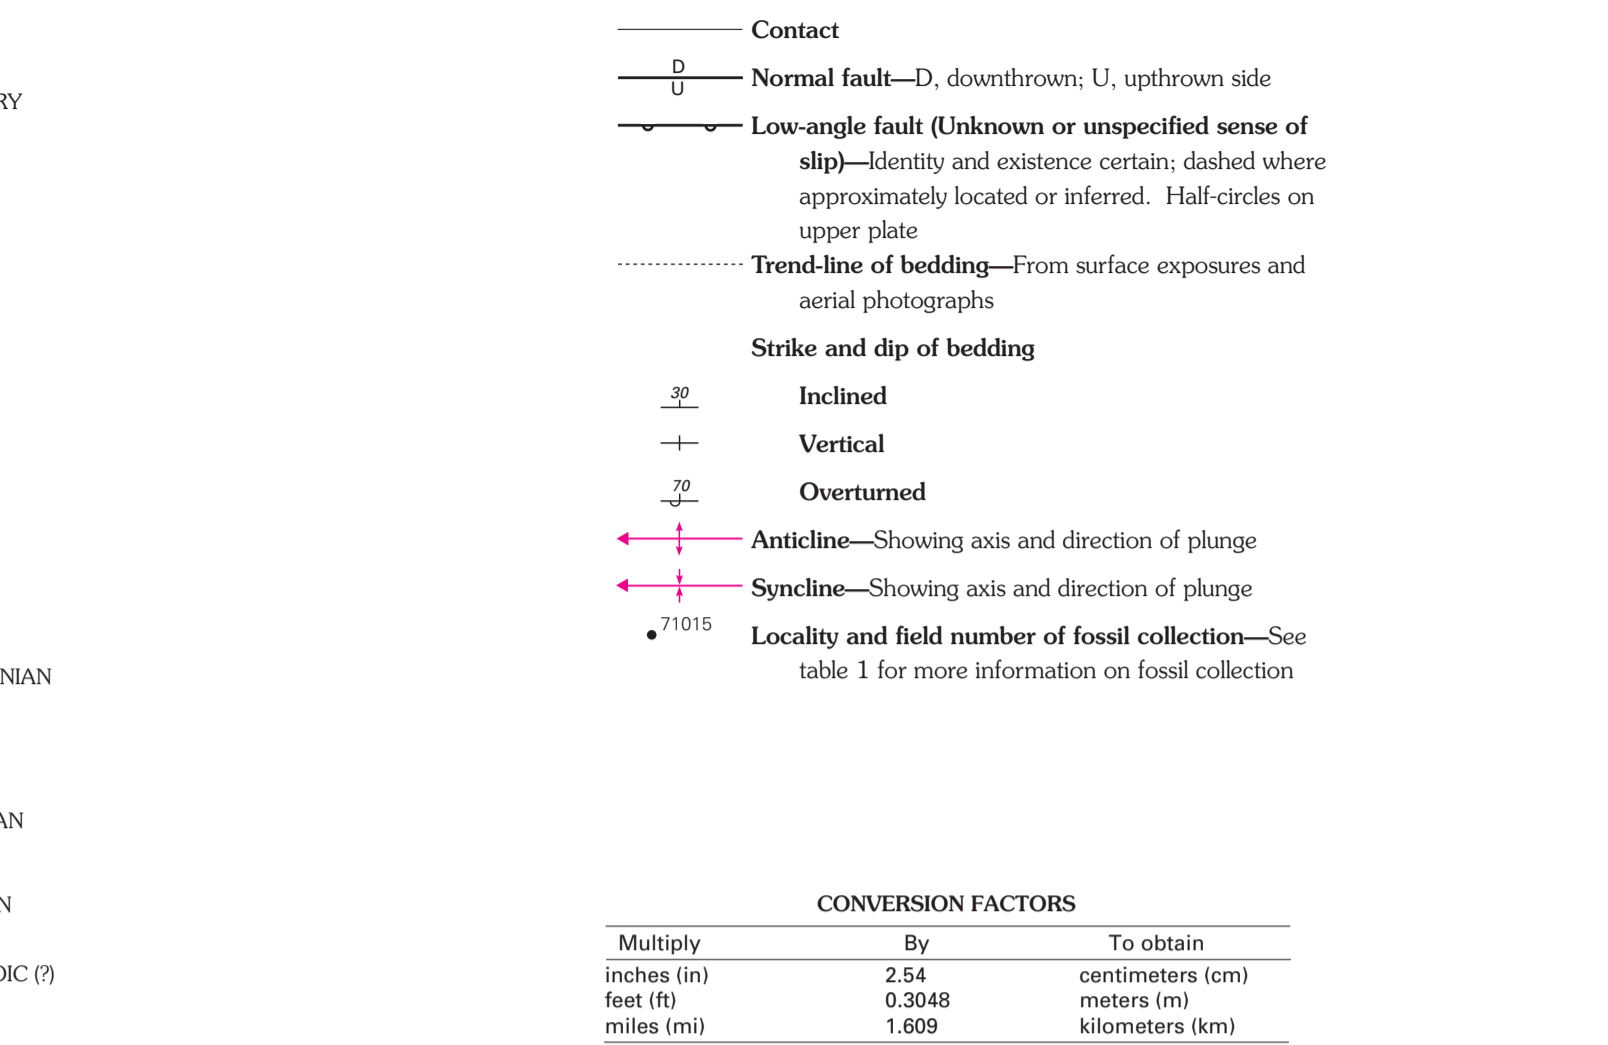 Contact
D
U
Normal fault—D, downthrown; U, upthrown side
RY
Low-angle fault (Unknown or unspecified sense of
slip)—Identity and existence certain; dashed where
approximately located or inferred.  Half-circles on
upper plate
Trend-line of bedding—From surface exposures and
aerial photographs
Strike and dip of bedding
30
Inclined
Vertical
70
Overturned
Anticline—Showing axis and direction of plunge
Syncline—Showing axis and direction of plunge
71015
Locality and field number of fossil collection—See
table 1 for more information on fossil collection
NIAN
AN
N
DIC (?)
CONVERSION FACTORS
Multiply By To obtain
inches (in) 2.54 centimeters (cm)
feet (ft) 0.3048 meters (m)
miles (mi) 1.609 kilometers (km)